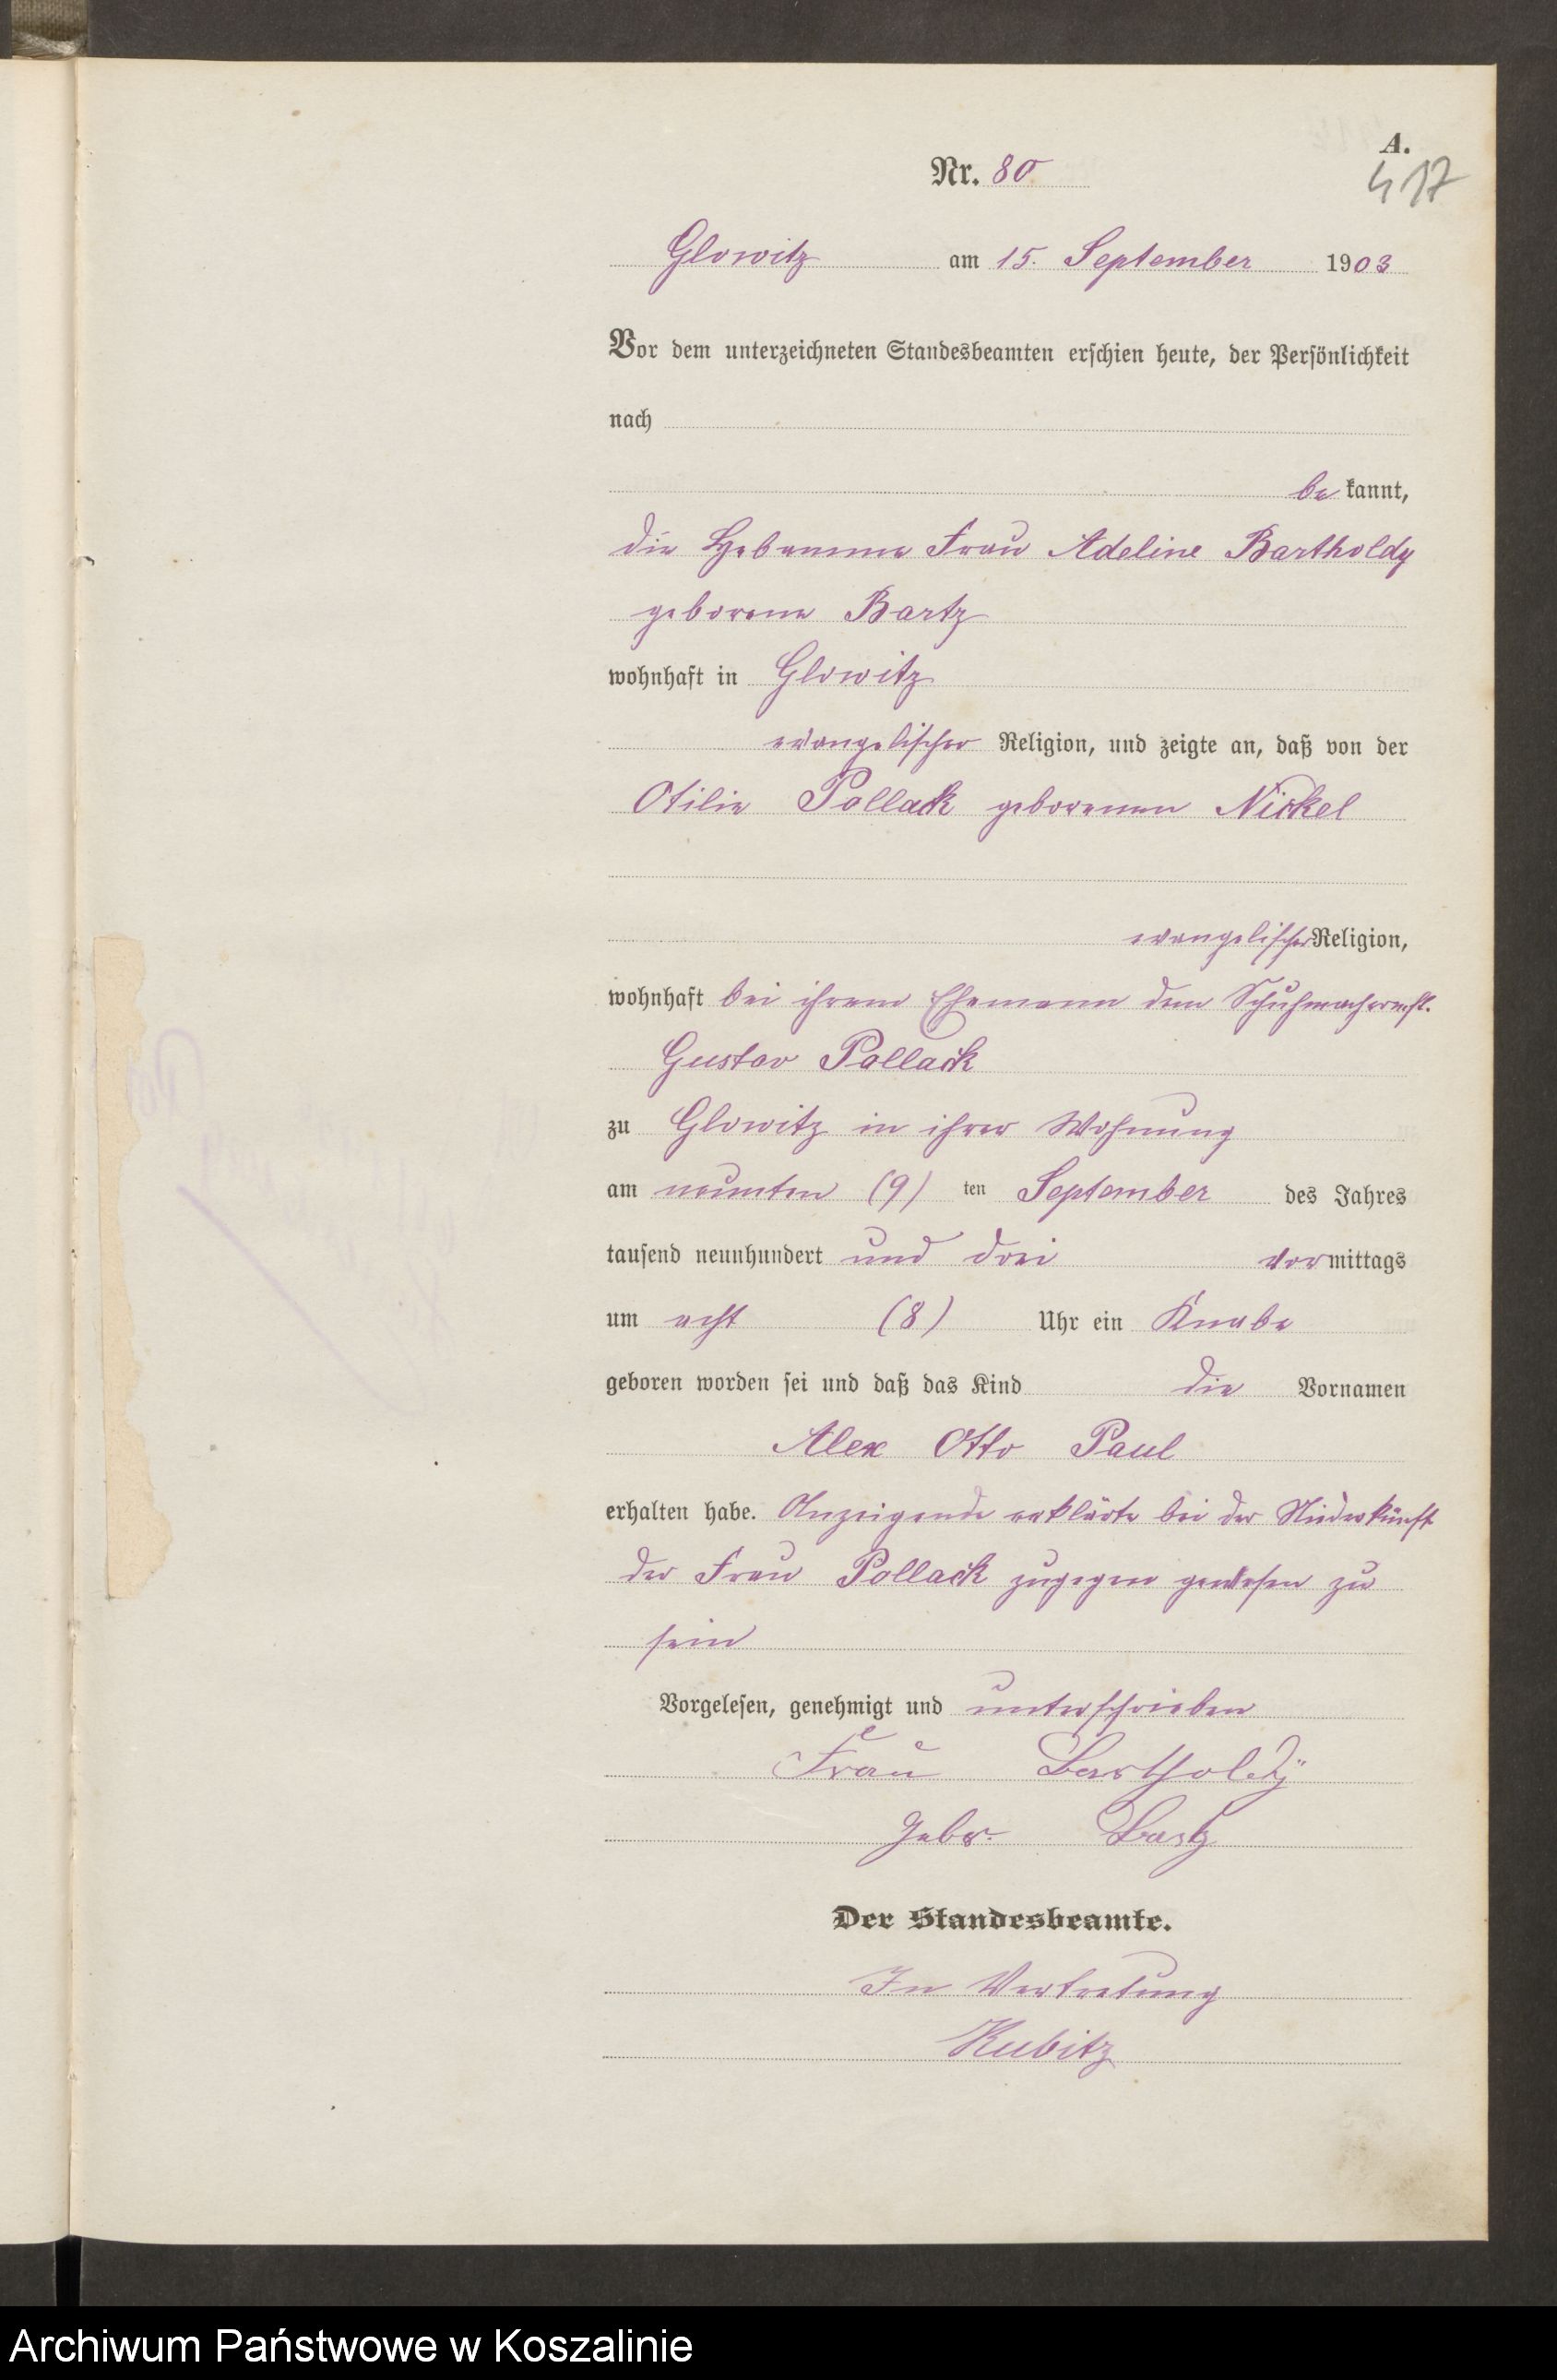 A.
Nr. 80
417
Glowitz am 15. September 1903
Vor dem unterzeichneten Standesbeamten erschien heute, der Persönlichkeit
nach
be kannt,
die Hebamme Frau Adeline Bartholdy
geborene Bartz
wohnhaft in Glowitz
evangelischer Religion, und zeigte an, daß von der
Otilie Pollack geborenen Nickel
evangelischer Religion,
wohnhaft bei ihrem Ehemann dem Schuhmachermst.
Gustav Pollack
zu Glowitz in ihrer Wohnung
am neunten (9) ten September des Jahres
tausend neunhundert und drei vormittags
um acht (8) Uhr ein Knabe
geboren worden sei und daß das Kind die Vornamen
Alex Otto Paul
erhalten habe. Anzeigende erklärte bei der Niederkunft
der Frau Pollack zugegen gewesen zu
sein
Vorgelesen, genehmigt und unterschrieben
Frau Bartholdÿ
gebr. Bartz
Der Standesbeamte.
In Vertretung
Kubitz
Archiwum Państwowe w Koszalinie